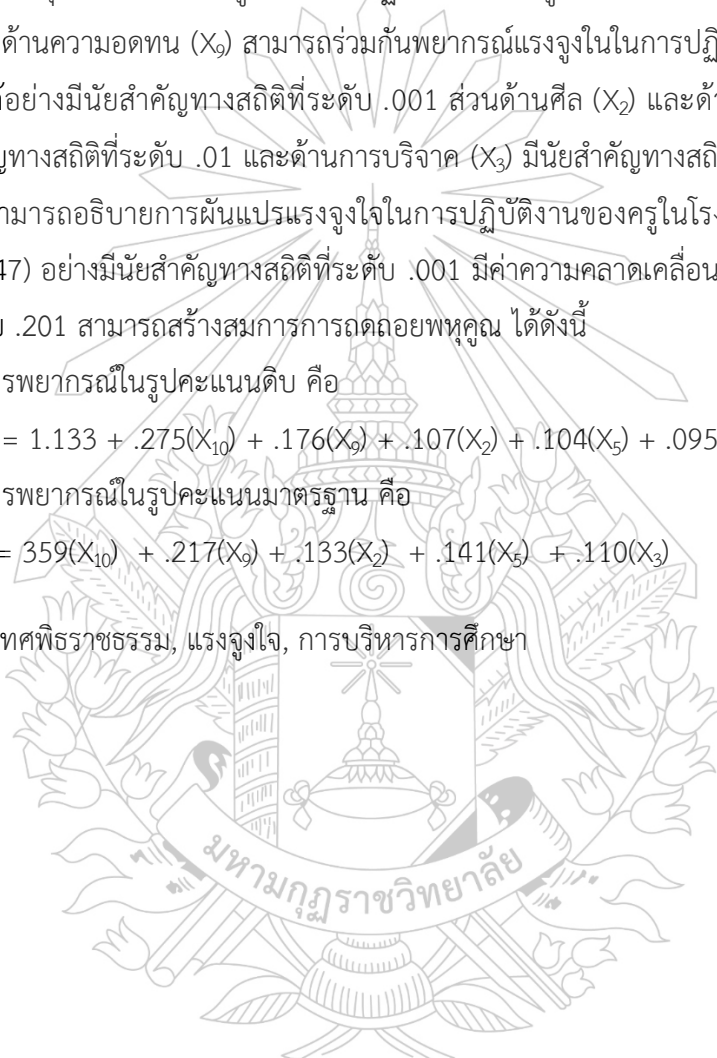 ด้านความอดทน (X₉) สามารถร่วมกันพยากรณ์แรงจูงในในการปฏิ
อย่างมีนัยสำคัญทางสถิติที่ระดับ .001 ส่วนด้านศีล (X₂) และด้
ทางสถิติที่ระดับ .01 และด้านการบริจาค (X₃) มีนัยสำคัญทางสถิ
ามารถอธิบายการผันแปรแรงจูงใจในการปฏิบัติงานของครูในโรง
47) อย่างมีนัยสำคัญทางสถิติที่ระดับ .001 มีค่าความคลาดเคลื่อน
.201 สามารถสร้างสมการการถดถอยพหุคูณ ได้ดังนี้
รพยากรณ์ในรูปคะแนนดิบ คือ
= 1.133 + .275(X₁₀) + .176(X₉) + .107(X₂) + .104(X₅) + .095
รพยากรณ์ในรูปคะแนนมาตรฐาน คือ
= 359(X₁₀) + .217(X₉) + .133(X₂) + .141(X₅) + .110(X₃)
ทศพิธราชธรรม, แรงจูงใจ, การบริหารการศึกษา
มหามกุฏราชวิทยาลัย